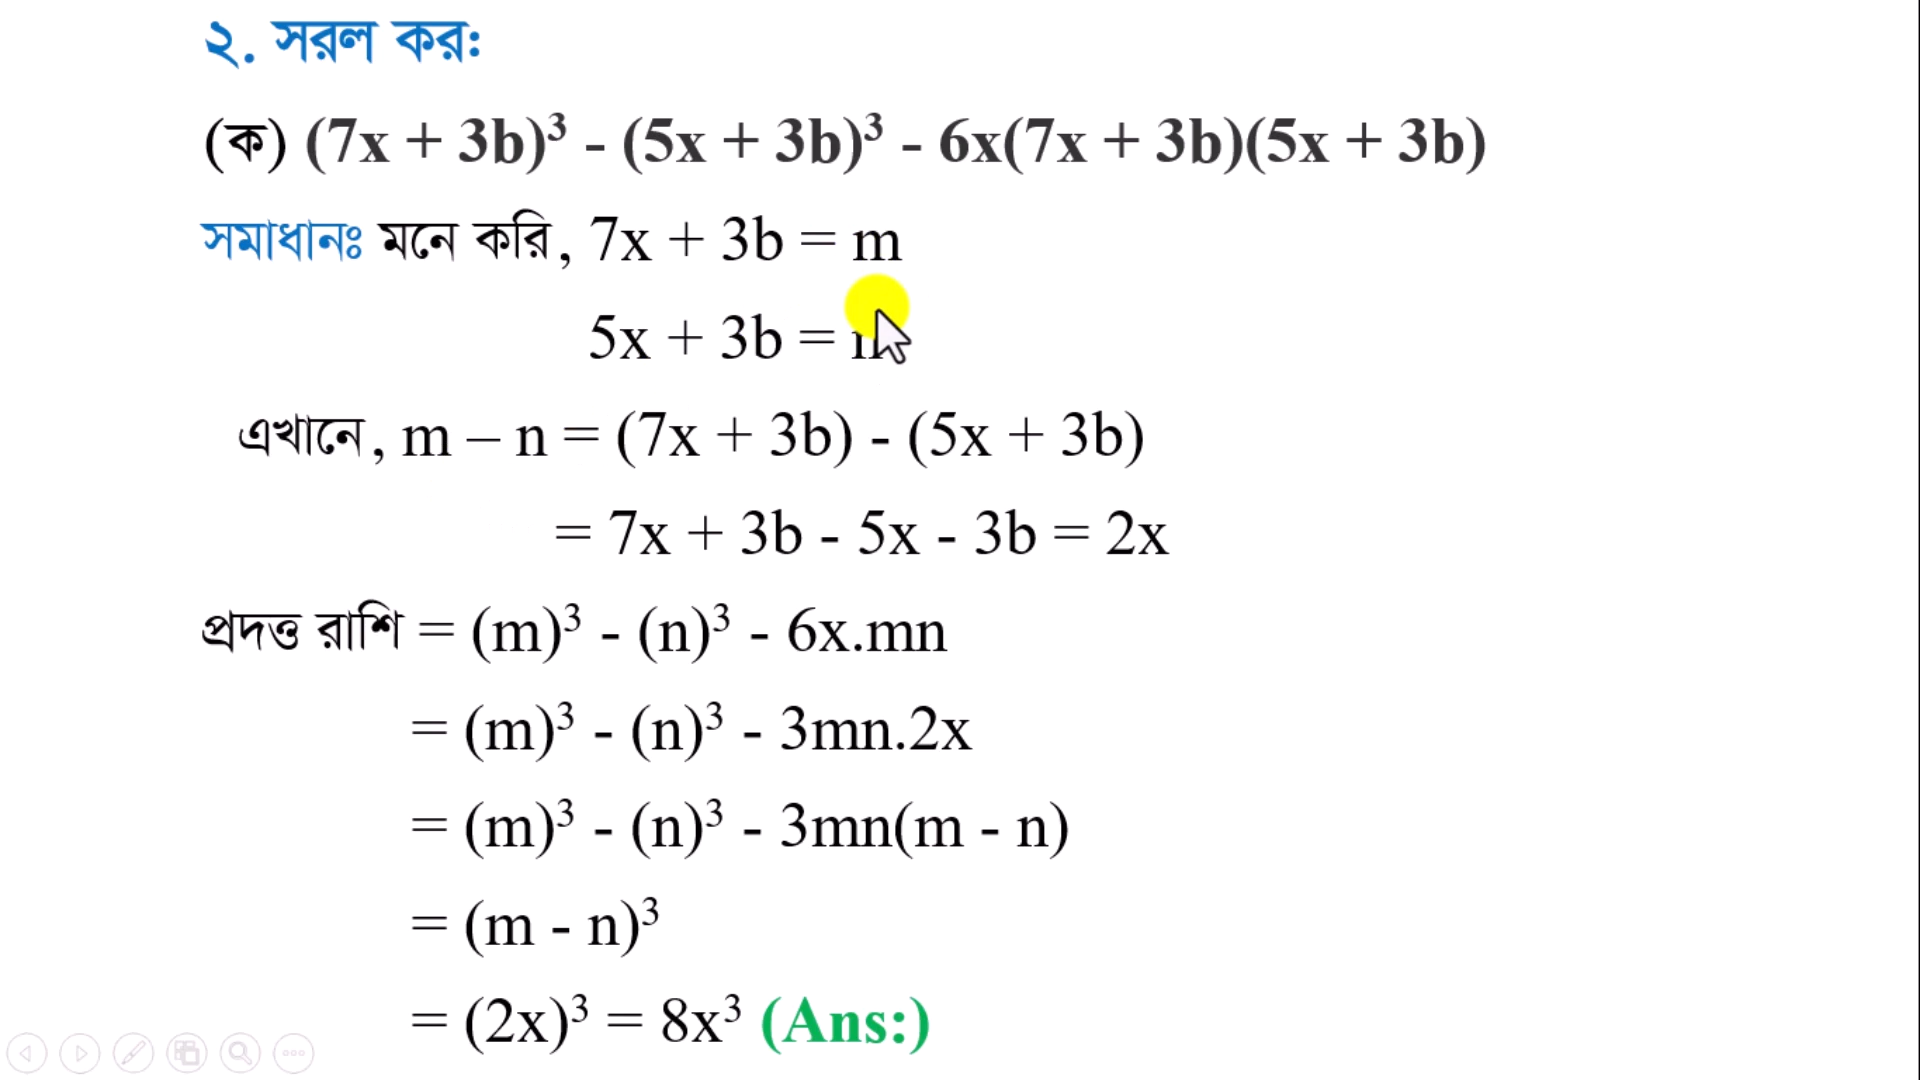 ২. সরল কর:
(ক) (7x + 3b)³ - (5x + 3b)³ - 6x(7x + 3b)(5x + 3b)
সমাধানঃ মনে করি, 7x + 3b = m
5x + 3b =
এখানে, m – n = (7x + 3b) - (5x + 3b)
= 7x + 3b - 5x - 3b = 2x
প্রদত্ত রাশি = (m)³ - (n)³ - 6x.mn
= (m)³ - (n)³ - 3mn.2x
= (m)³ - (n)³ - 3mn(m - n)
= (m - n)³
= (2x)³ = 8x³ (Ans:)